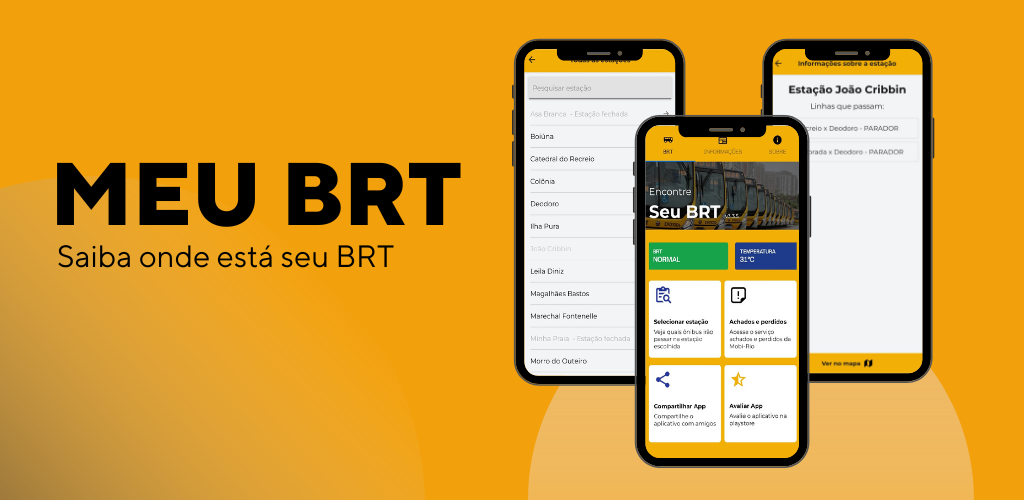 MEU BRT
Saiba onde está seu BRT
Todas as estações
Pesquisar estação
Asa Branca - Estação fechada
Boiúna
Catedral do Recreio
Colônia
Deodoro
Ilha Pura
João Cribbin
Leila Diniz
Magalhães Bastos
Marechal Fontenelle
Minha Praia - Estação fechada
Morro do Outeiro
BRT
INFORMAÇÕES
SOBRE
Encontre
Seu BRT
BRT
NORMAL
TEMPERATURA
31°C
Selecionar estação
Veja quais ônibus irão
passar na estação
escolhida
Achados e perdidos
Acesse o serviço
achados e perdidos da
Mobi-Rio
Compartilhar App
Compartilhe o
aplicativo com amigos
Avaliar App
Avalie o aplicativo na
playstore
Informações sobre a estação
Estação João Cribbin
Linhas que passam:
creio x Deodoro - PARADOR
orada x Deodoro - PARADOR
Ver no mapa